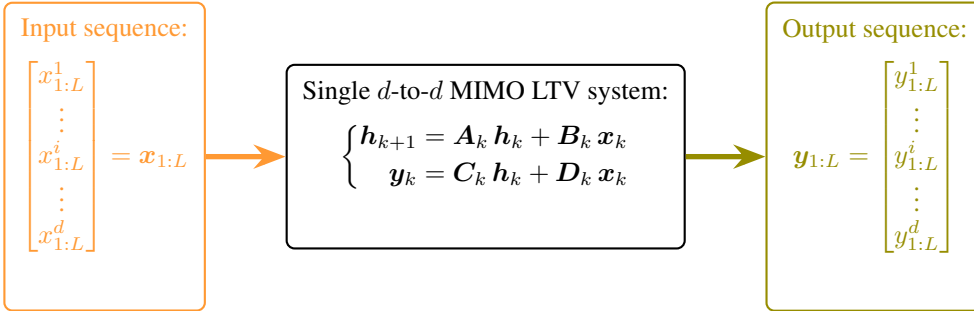 Input sequence:
[x^1_{1:L} ⋮ x^i_{1:L} ⋮ x^d_{1:L}] = x_{1:L}
Single d-to-d MIMO LTV system:
{ h_{k+1} = A_k h_k + B_k x_k
y_k = C_k h_k + D_k x_k
Output sequence:
y_{1:L} = [y^1_{1:L} ⋮ y^i_{1:L} ⋮ y^d_{1:L}]